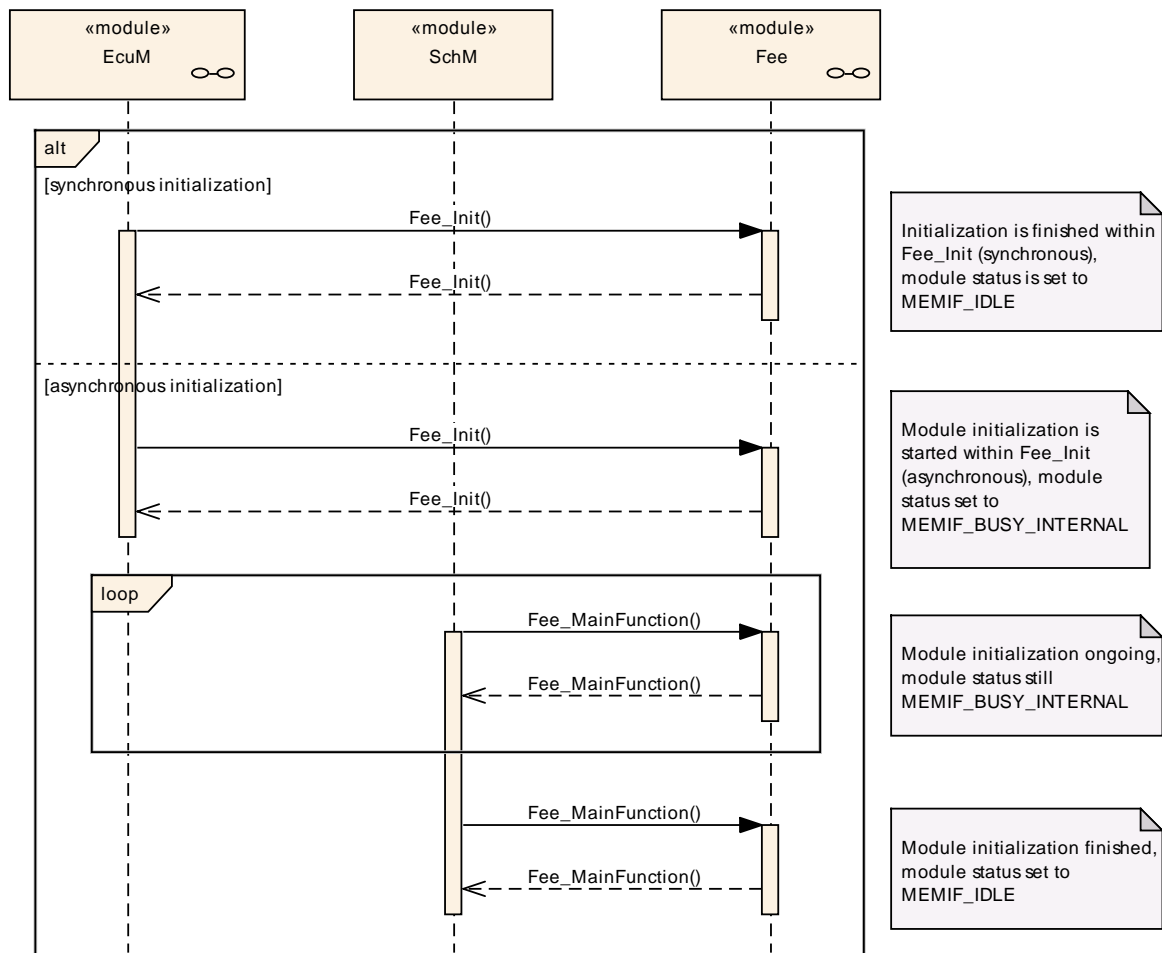 «module»
EcuM
«module»
SchM
«module»
Fee
alt
[synchronous initialization]
Fee_Init()
Fee_Init()
Initialization is finished within
Fee_Init (synchronous),
module status is set to
MEMIF_IDLE
[asynchronous initialization]
Fee_Init()
Fee_Init()
Module initialization is
started within Fee_Init
(asynchronous), module
status set to
MEMIF_BUSY_INTERNAL
loop
Fee_MainFunction()
Fee_MainFunction()
Module initialization ongoing,
module status still
MEMIF_BUSY_INTERNAL
Fee_MainFunction()
Fee_MainFunction()
Module initialization finished,
module status set to
MEMIF_IDLE